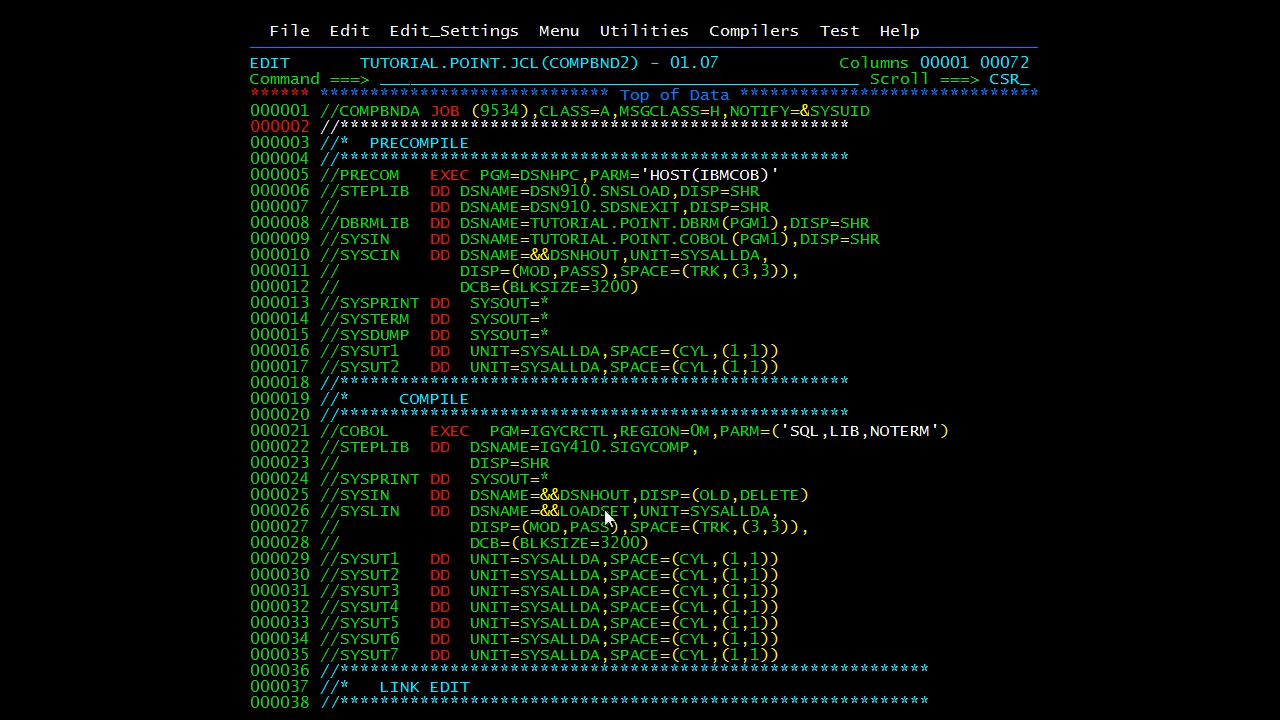 File  Edit  Edit_Settings  Menu  Utilities  Compilers  Test  Help
EDIT       TUTORIAL.POINT.JCL(COMPBND2) - 01.07            Columns 00001 00072
Command ===>                                                  Scroll ===> CSR_
****** ***************************** Top of Data ******************************
000001 //COMPBNDA JOB (9534),CLASS=A,MSGCLASS=H,NOTIFY=&SYSUID
000002 //***************************************************
000003 //*  PRECOMPILE
000004 //***************************************************
000005 //PRECOM   EXEC PGM=DSNHPC,PARM='HOST(IBMCOB)'
000006 //STEPLIB  DD DSNAME=DSN910.SNSLOAD,DISP=SHR
000007 //         DD DSNAME=DSN910.SDSNEXIT,DISP=SHR
000008 //DBRMLIB  DD DSNAME=TUTORIAL.POINT.DBRM(PGM1),DISP=SHR
000009 //SYSIN    DD DSNAME=TUTORIAL.POINT.COBOL(PGM1),DISP=SHR
000010 //SYSCIN   DD DSNAME=&&DSNHOUT,UNIT=SYSALLDA,
000011 //            DISP=(MOD,PASS),SPACE=(TRK,(3,3)),
000012 //            DCB=(BLKSIZE=3200)
000013 //SYSPRINT DD  SYSOUT=*
000014 //SYSTERM  DD  SYSOUT=*
000015 //SYSDUMP  DD  SYSOUT=*
000016 //SYSUT1   DD  UNIT=SYSALLDA,SPACE=(CYL,(1,1))
000017 //SYSUT2   DD  UNIT=SYSALLDA,SPACE=(CYL,(1,1))
000018 //***************************************************
000019 //*     COMPILE
000020 //***************************************************
000021 //COBOL    EXEC  PGM=IGYCRCTL,REGION=0M,PARM=('SQL,LIB,NOTERM')
000022 //STEPLIB  DD  DSNAME=IGY410.SIGYCOMP,
000023 //             DISP=SHR
000024 //SYSPRINT DD  SYSOUT=*
000025 //SYSIN    DD  DSNAME=&&DSNHOUT,DISP=(OLD,DELETE)
000026 //SYSLIN   DD  DSNAME=&&LOADSET,UNIT=SYSALLDA,
000027 //             DISP=(MOD,PASS),SPACE=(TRK,(3,3)),
000028 //             DCB=(BLKSIZE=3200)
000029 //SYSUT1   DD  UNIT=SYSALLDA,SPACE=(CYL,(1,1))
000030 //SYSUT2   DD  UNIT=SYSALLDA,SPACE=(CYL,(1,1))
000031 //SYSUT3   DD  UNIT=SYSALLDA,SPACE=(CYL,(1,1))
000032 //SYSUT4   DD  UNIT=SYSALLDA,SPACE=(CYL,(1,1))
000033 //SYSUT5   DD  UNIT=SYSALLDA,SPACE=(CYL,(1,1))
000034 //SYSUT6   DD  UNIT=SYSALLDA,SPACE=(CYL,(1,1))
000035 //SYSUT7   DD  UNIT=SYSALLDA,SPACE=(CYL,(1,1))
000036 //***********************************************************
000037 //*   LINK EDIT
000038 //***********************************************************